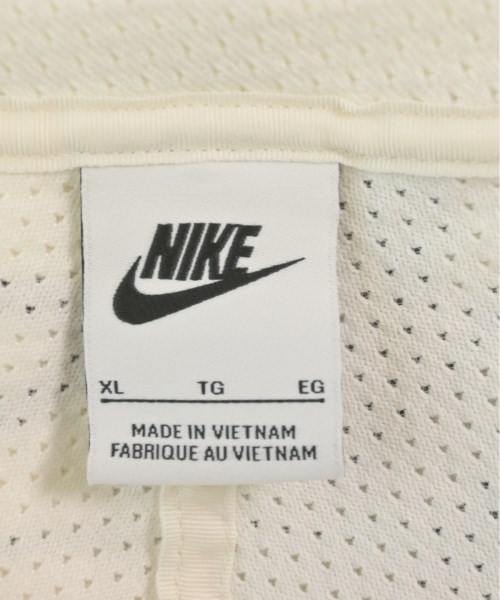 NIKE
XL TG EG
MADE IN VIETNAM
FABRIQUE AU VIETNAM